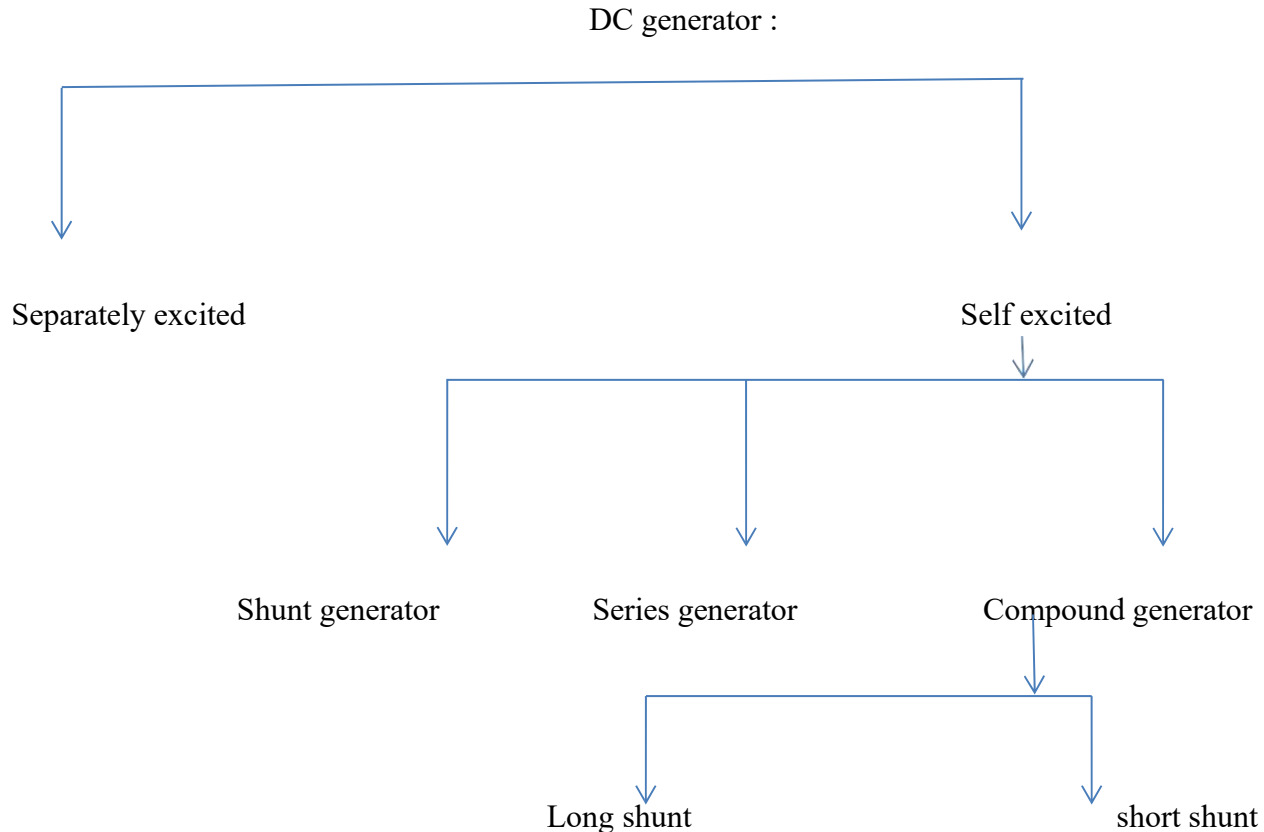 DC generator :
Separately excited
Self excited
Shunt generator
Series generator
Compound generator
Long shunt
short shunt